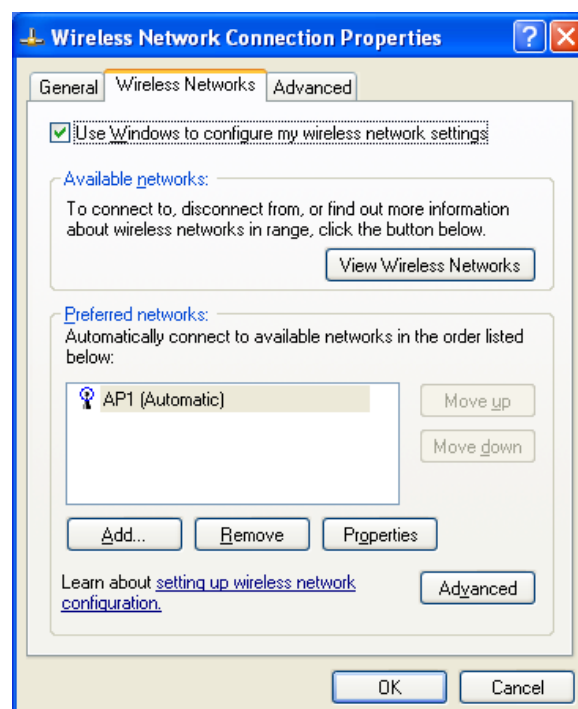 Wireless Network Connection Properties
General Wireless Networks Advanced
Use Windows to configure my wireless network settings
Available networks:
To connect to, disconnect from, or find out more information
about wireless networks in range, click the button below.
View Wireless Networks
Preferred networks:
Automatically connect to available networks in the order listed
below:
AP1 (Automatic)
Move up
Move down
Add... Remove Properties
Learn about setting up wireless network
configuration.
Advanced
OK Cancel